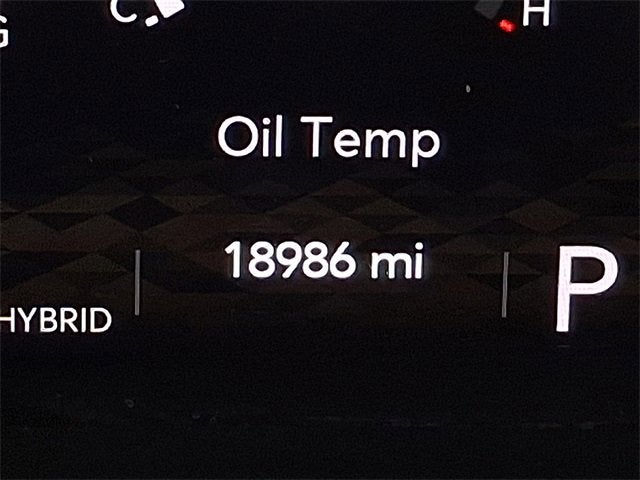 C H
Oil Temp
18986 mi
HYBRID
P